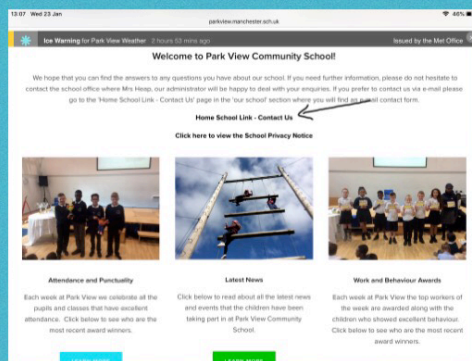 13:07 Wed 23 Jan
46%
parkview.manchester.sch.uk
Ice Warning for Park View Weather 3 hours 53 mins ago
Issued by the Met Office
Welcome to Park View Community School!
We hope that you can find the answers to any questions you have about our school. If you need further information, please do not hesitate to
contact the school office where Mrs Heap, our administrator will be happy to deal with your enquiries. If you prefer to contact us via e-mail please
go to the 'Home School Link - Contact Us' page in the 'our school' section where you will find an e-mail contact form.
Home School Link - Contact Us
Click here to view the School Privacy Notice
Attendance and Punctuality
Each week at Park View we celebrate all the
pupils and classes that have excellent
attendance. Click below to see who are the
most recent award winners.
Latest News
Click below to read about all the latest news
and events that the children have been
taking part in at Park View Community
School.
Work and Behaviour Awards
Each week at Park View the top workers of
the week are awarded along with the
children who showed excellent behaviour.
Click below to see who are the most recent
award winners.
LEARN MORE
LEARN MORE